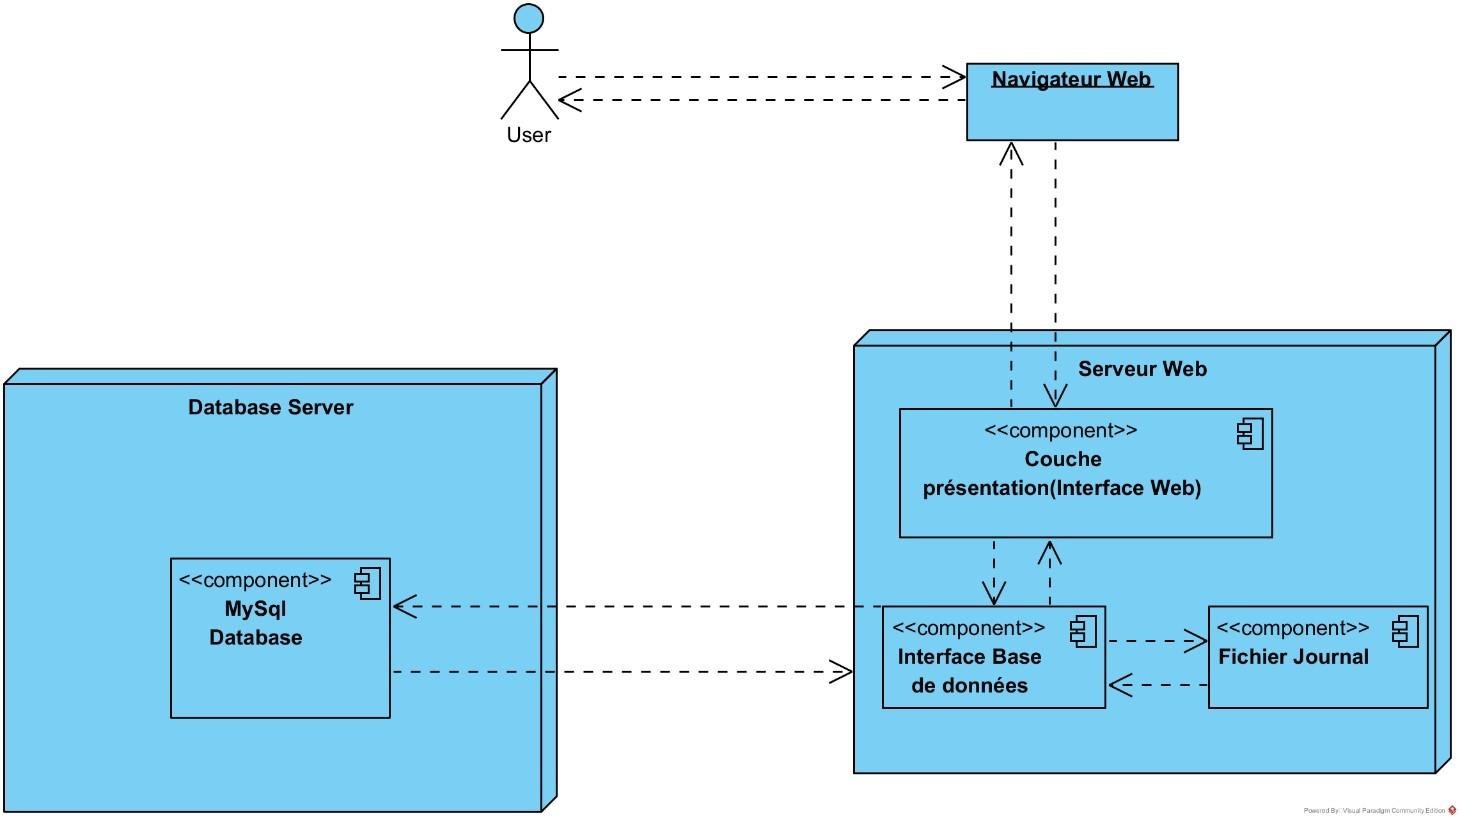 User
Navigateur Web
Serveur Web
<<component>>
Couche
présentation(Interface Web)
Database Server
<<component>>
MySql
Database
<<component>>
Interface Base
de données
<<component>>
Fichier Journal
Powered By: Visual Paradigm Community Edition